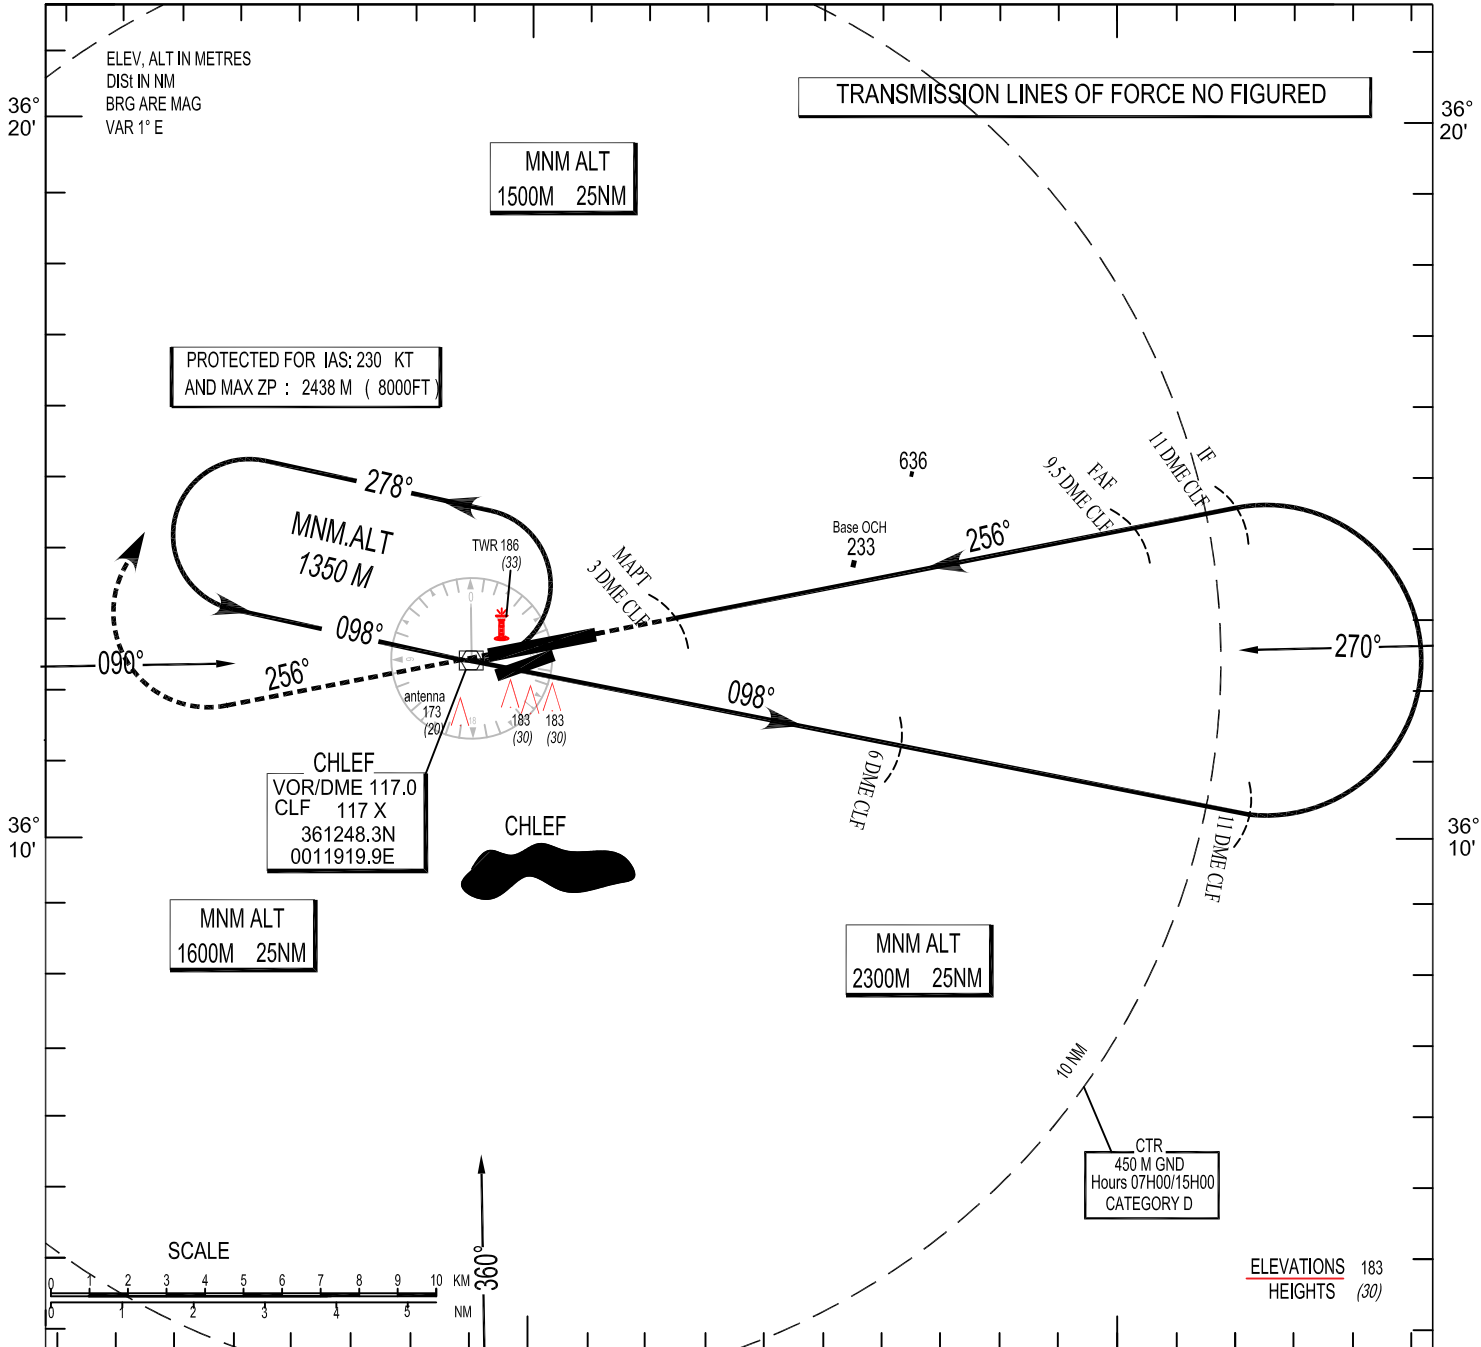 ELEV, ALT IN METRES
DISt IN NM
BRG ARE MAG
VAR 1° E
36°
20'
TRANSMISSION LINES OF FORCE NO FIGURED
36°
20'
MNM ALT
1500M 25NM
PROTECTED FOR IAS: 230 KT
AND MAX ZP : 2438 M ( 8000FT )
278°
MNM.ALT
1350 M
TWR 186
(33)
098°
090°
256°
0
9
18
antenna
173
(20)
183
(30)
183
(30)
MAPT
3 DME CLF
Base OCH
233
636
256°
FAF
9.5 DME CLF
IF
11 DME CLF
270°
098°
6 DME CLF
11 DME CLF
CHLEF
VOR/DME 117.0
CLF 117 X
361248.3N
0011919.9E
CHLEF
36°
10'
36°
10'
MNM ALT
1600M 25NM
MNM ALT
2300M 25NM
10 NM
CTR
450 M GND
Hours 07H00/15H00
CATEGORY D
360°
SCALE
0 1 2 3 4 5 6 7 8 9 10 KM
0 1 2 3 4 5 NM
ELEVATIONS 183
HEIGHTS (30)